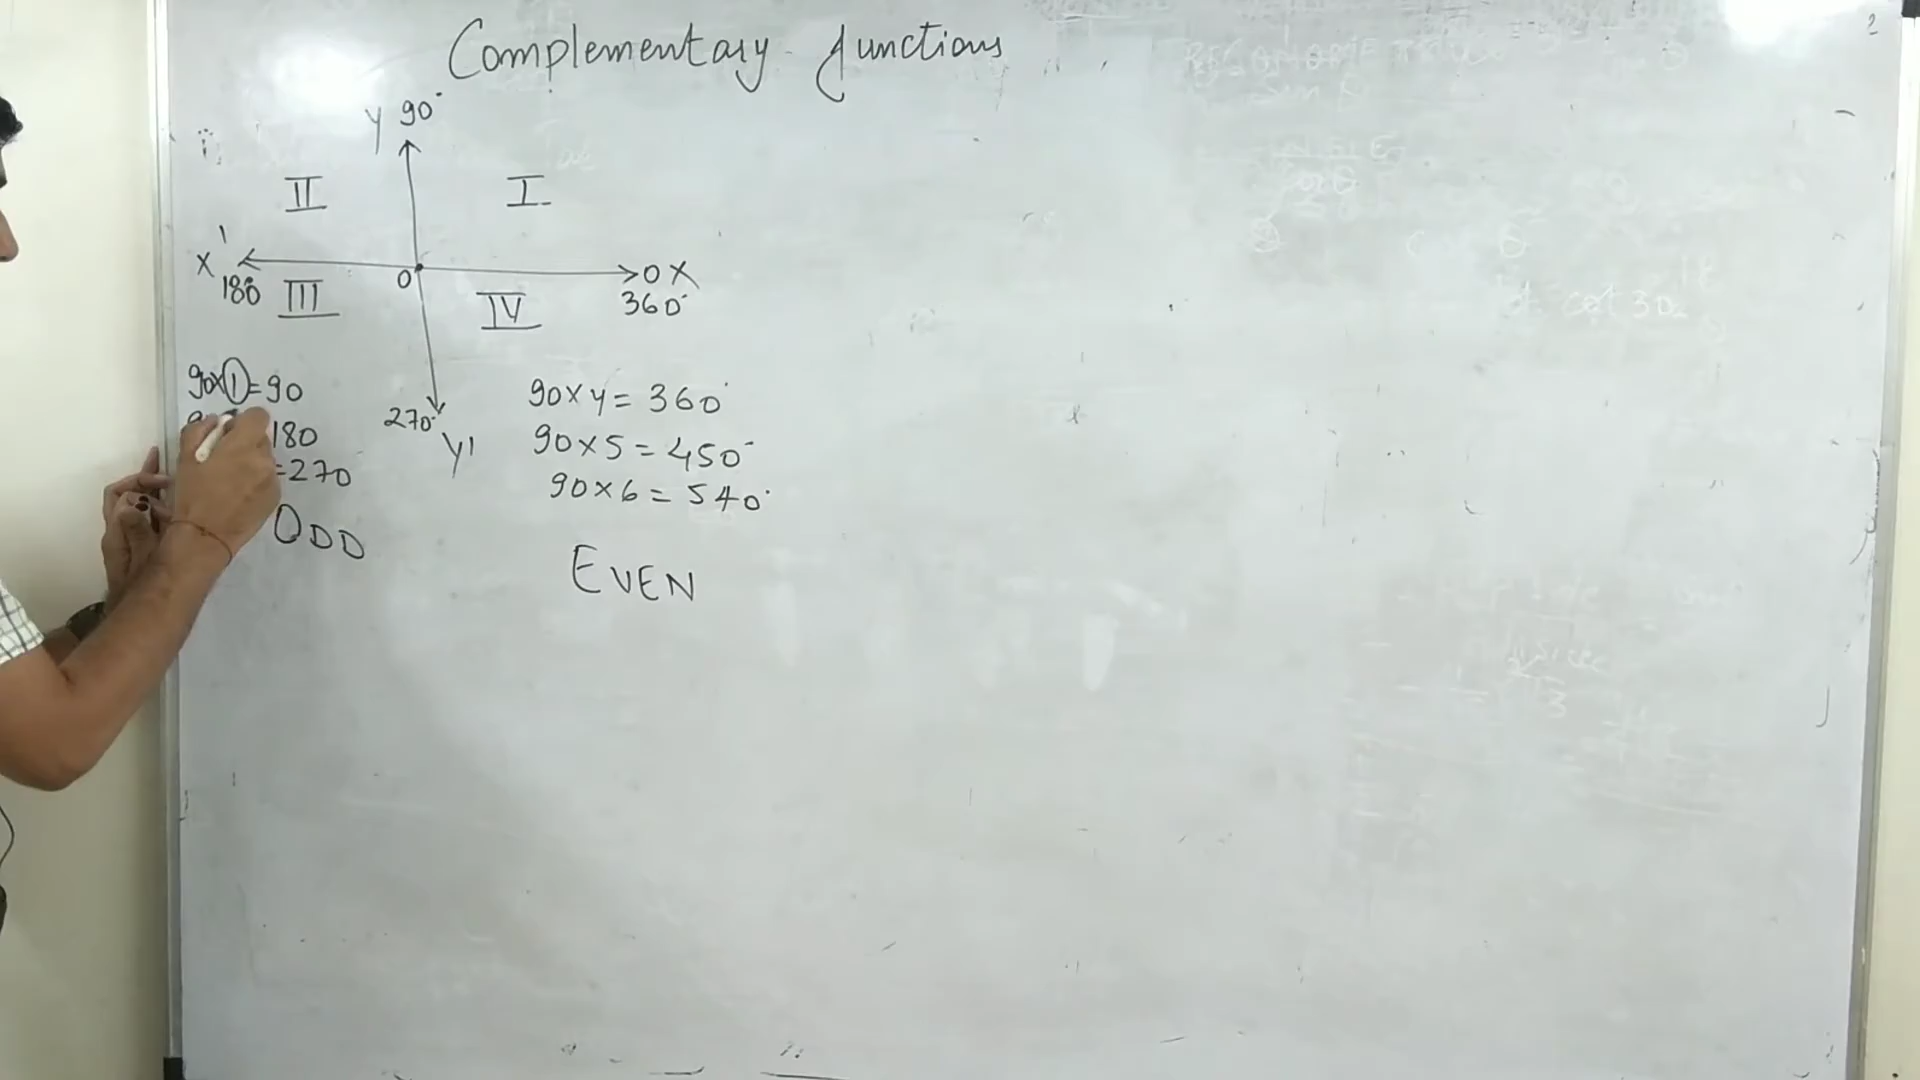 Complementary functions
Y 90°
II I
X'
180 III 0 IV 0 X
360°
90×1=90
180
=270
ODD
270°
Y'
90×y=360°
90×5=450°
90×6=540°
EVEN